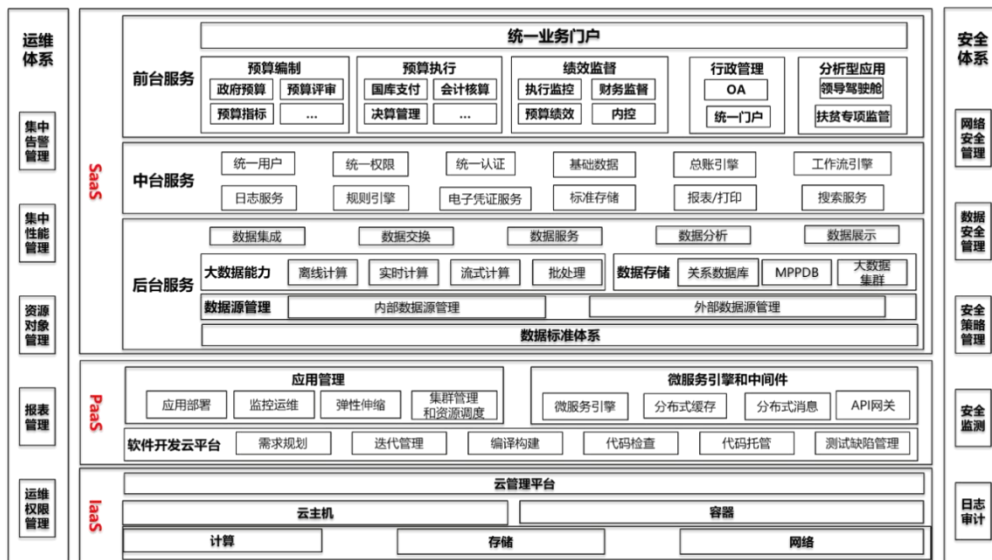 运维
体系
集中
告警
管理
集中
性能
管理
资源
对象
管理
报表
管理
运维
权限
管理
SaaS
前台服务
统一业务门户
预算编制
政府预算 预算评审
预算指标 ...
预算执行
国库支付 会计核算
决算管理 ...
绩效监督
执行监控 财务监督
预算绩效 内控
行政管理
OA
统一门户
分析型应用
领导驾驶舱
扶贫专项监管
中台服务
统一用户 统一权限 统一认证 基础数据 总账引擎 工作流引擎
日志服务 规则引擎 电子凭证服务 标准存储 报表/打印 搜索服务
后台服务
数据集成 数据交换 数据服务 数据分析 数据展示
大数据能力 离线计算 实时计算 流式计算 批处理
数据存储 关系数据库 MPPDB 大数据
集群
数据源管理 内部数据源管理 外部数据源管理
数据标准体系
PaaS
应用管理
应用部署 监控运维 弹性伸缩 集群管理
和资源调度
微服务引擎和中间件
微服务引擎 分布式缓存 分布式消息 API网关
软件开发云平台 需求规划 迭代管理 编译构建 代码检查 代码托管 测试缺陷管理
IaaS
云管理平台
云主机 容器
计算 存储 网络
安全
体系
网络
安全
管理
数据
安全
管理
安全
策略
管理
安全
监测
日志
审计